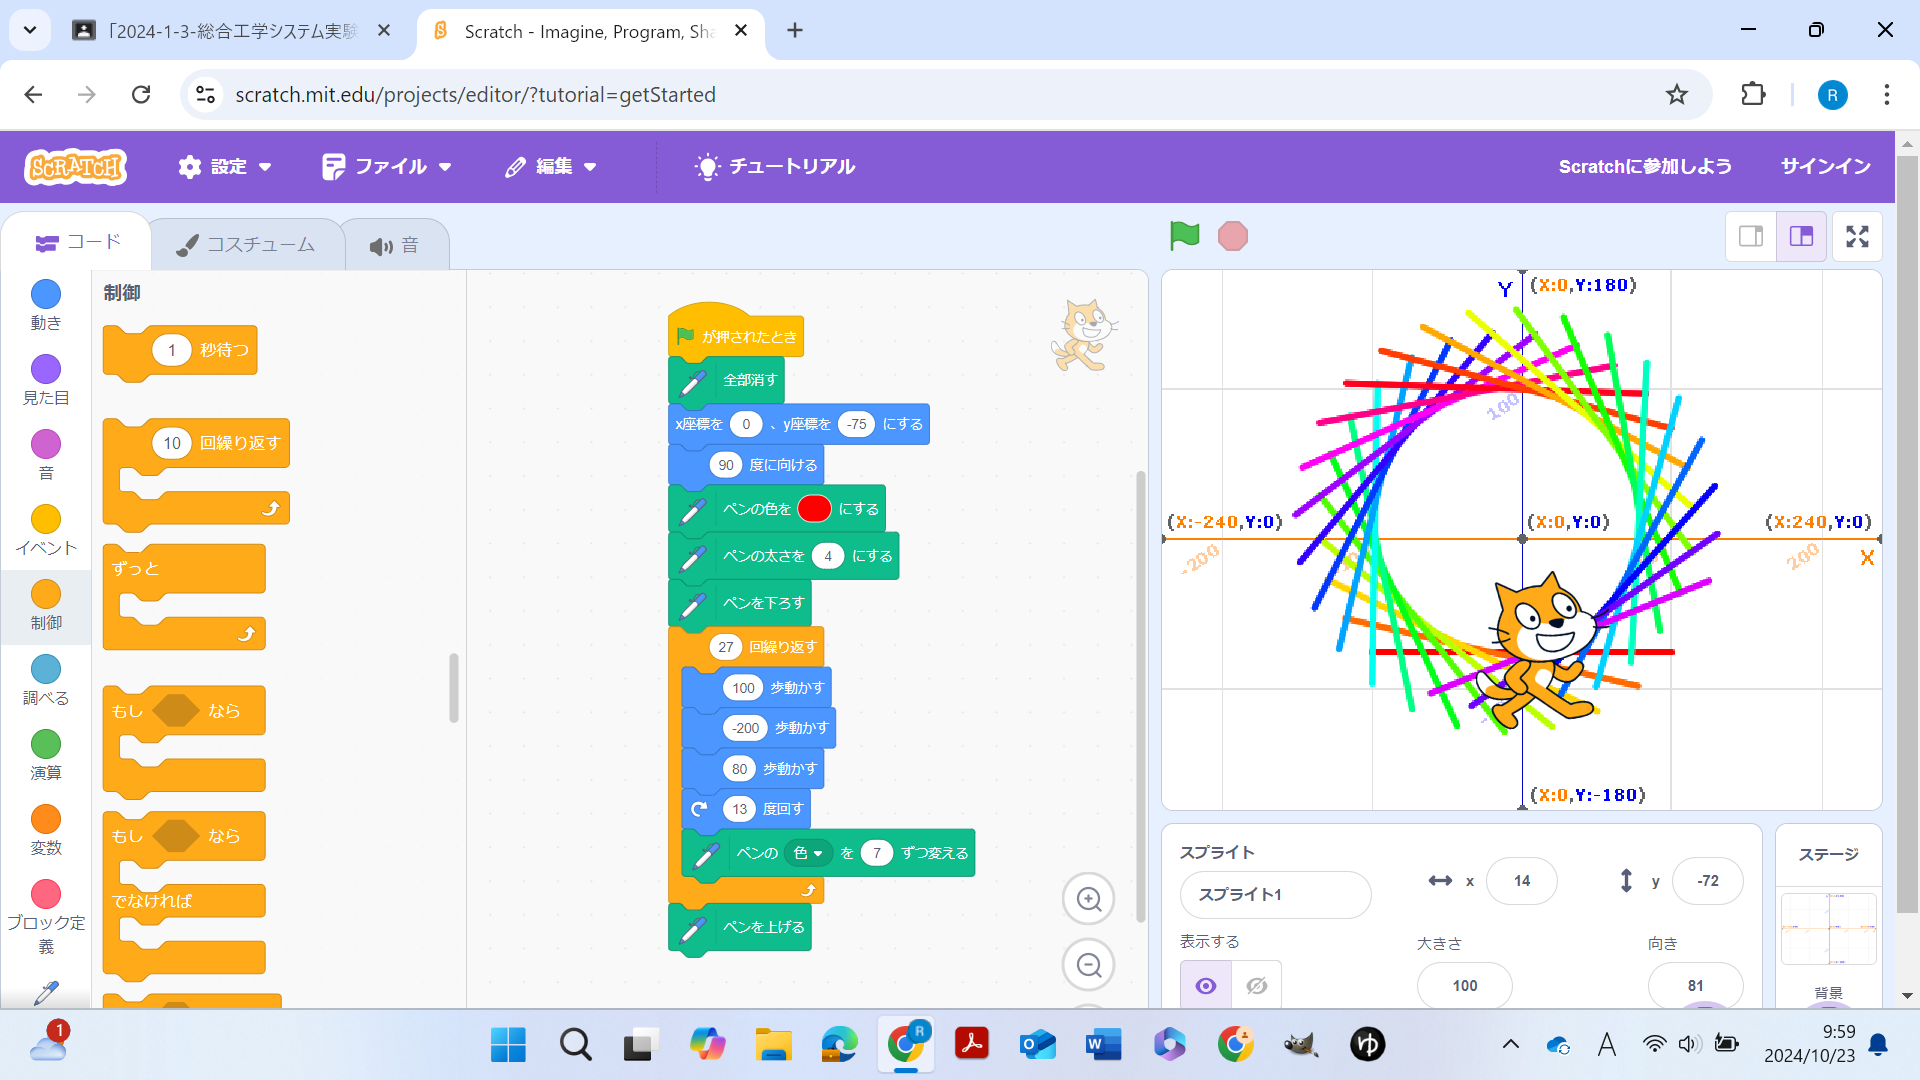 「2024-1-3-総合工学システム実験
Scratch - Imagine, Program, Sha
scratch.mit.edu/projects/editor/?tutorial=getStarted
R
SCRATCH
設定
ファイル
編集
チュートリアル
Scratchに参加しよう
サインイン
コード
コスチューム
音
動き
見た目
音
イベント
制御
調べる
演算
変数
ブロック定義
制御
1 秒待つ
10 回繰り返す
ずっと
もし なら
もし なら
でなければ
が押されたとき
全部消す
x座標を 0 、y座標を -75 にする
90 度に向ける
ペンの色を にする
ペンの太さを 4 にする
ペンを下ろす
27 回繰り返す
100 歩動かす
-200 歩動かす
80 歩動かす
13 度回す
ペンの 色 を 7 ずつ変える
ペンを上げる
Y (X:0,Y:180)
100
(X:-240,Y:0)
(X:0,Y:0)
(X:240,Y:0)
-200
200
X
(X:0,Y:-180)
スプライト
スプライト1
x 14
y -72
表示する
大きさ
100
向き
81
ステージ
背景
1
R
A
ゆ
9:59
2024/10/23